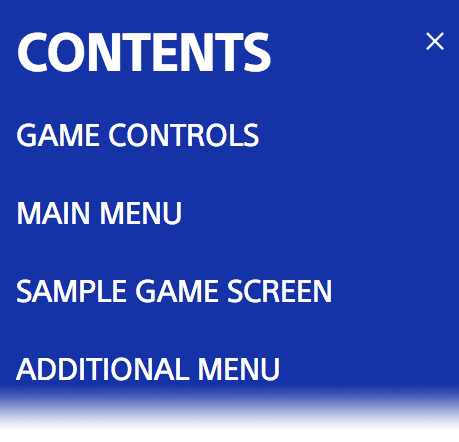 CONTENTS
GAME CONTROLS
MAIN MENU
SAMPLE GAME SCREEN
ADDITIONAL MENU